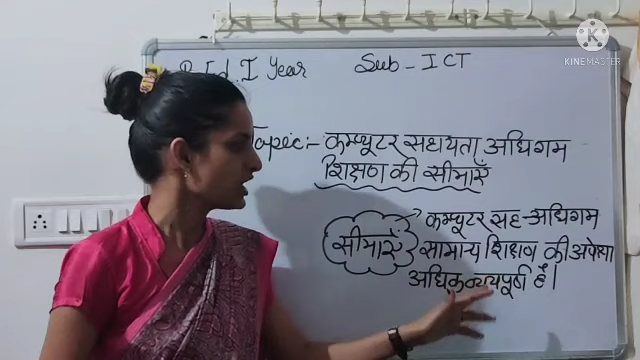 B.Ed. I Year Sub - ICT
Topic:- कम्प्यूटर सहायता अधिगम
शिक्षण की सीमाएँ
सीमाएँ
कम्प्यूटर सह-अधिगम
सामान्य शिक्षण की अपेक्षा
अधिक व्ययपूर्ण हैं।
KINEMASTER